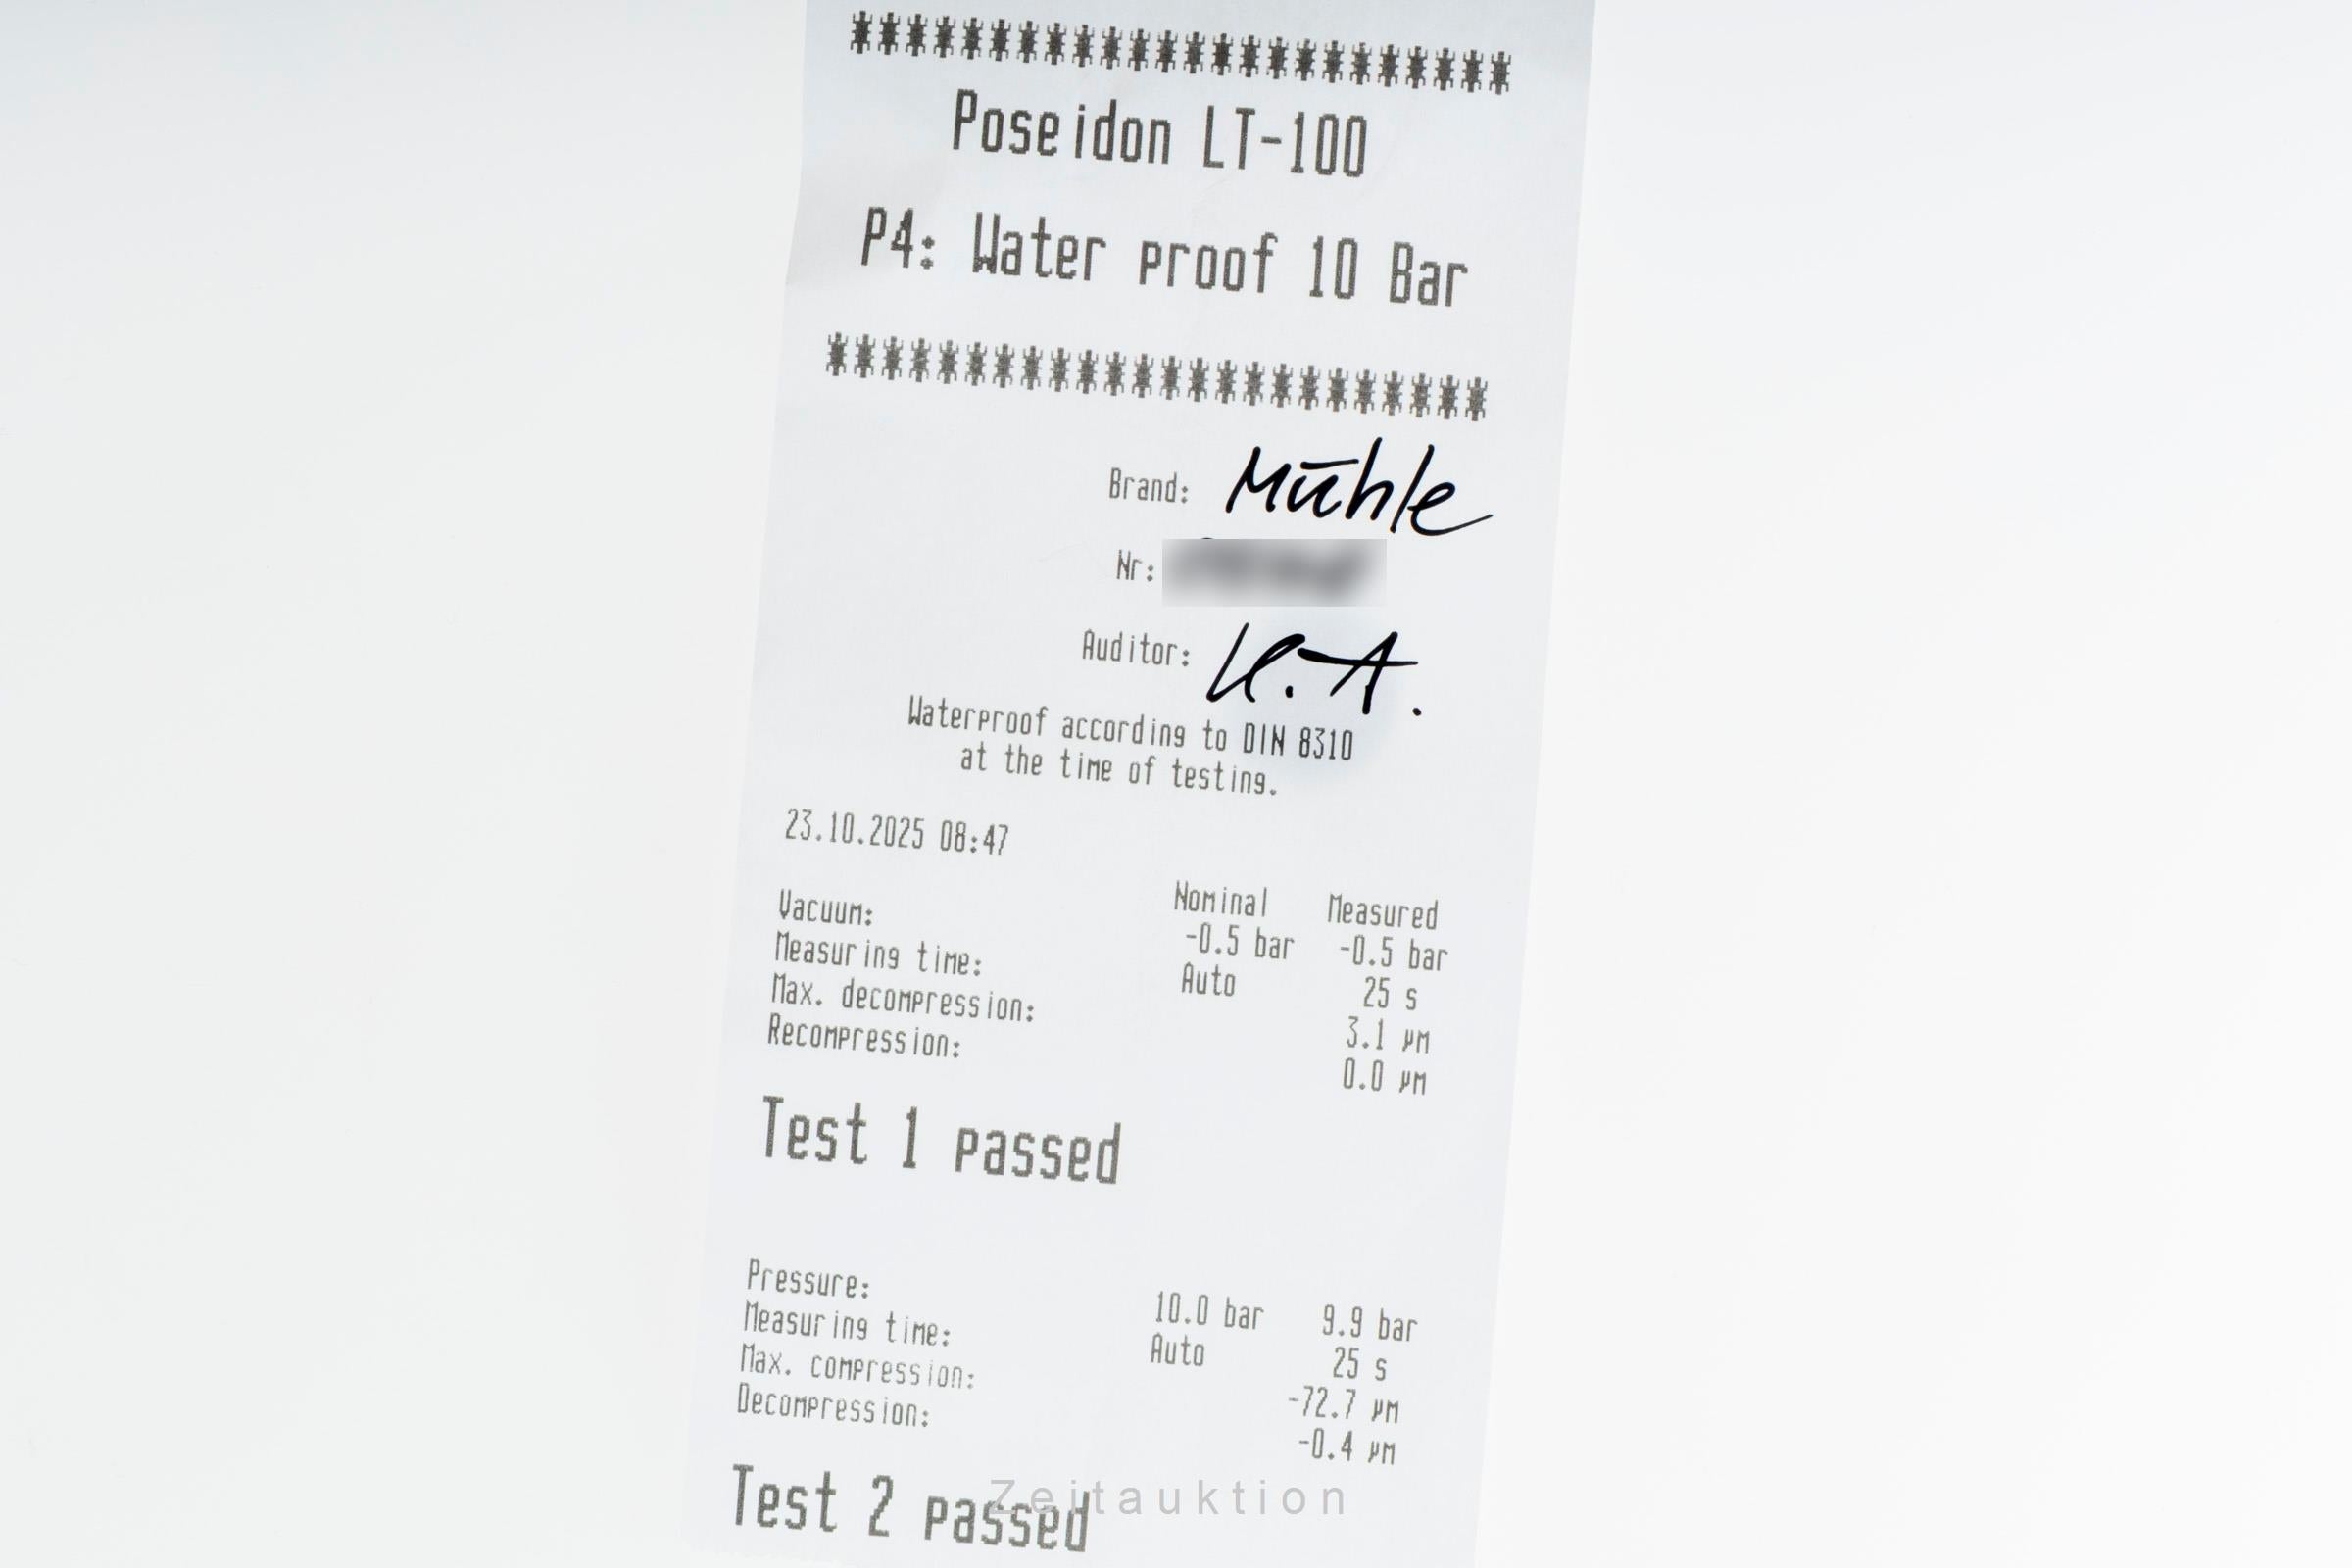 ************************
Poseidon LT-100
P4: Water proof 10 Bar
************************
Brand: Mühle
Nr:
Auditor: K.A.
Waterproof according to DIN 8310
at the time of testing.
23.10.2025 08:47
Nominal Measured
Vacuum: -0.5 bar -0.5 bar
Measuring time: Auto 25 s
Max. decompression: 3.1 µm
Recompression: 0.0 µm
Test 1 passed
Pressure: 10.0 bar 9.9 bar
Measuring time: Auto 25 s
Max. compression: -72.7 µm
Decompression: -0.4 µm
Test 2 passed
Zeitauktion